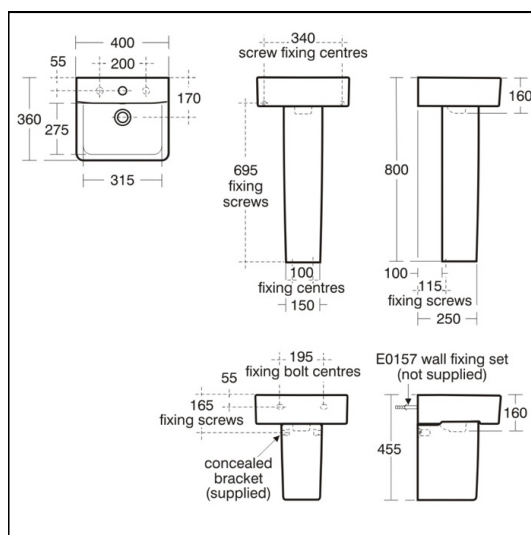 400
200
55
170
360
275
315
340
screw fixing centres
695
fixing
screws
100
fixing centres
150
160
800
100
115
fixing screws
250
195
fixing bolt centres
55
165
fixing screws
concealed
bracket
(supplied)
E0157 wall fixing set
(not supplied)
160
455